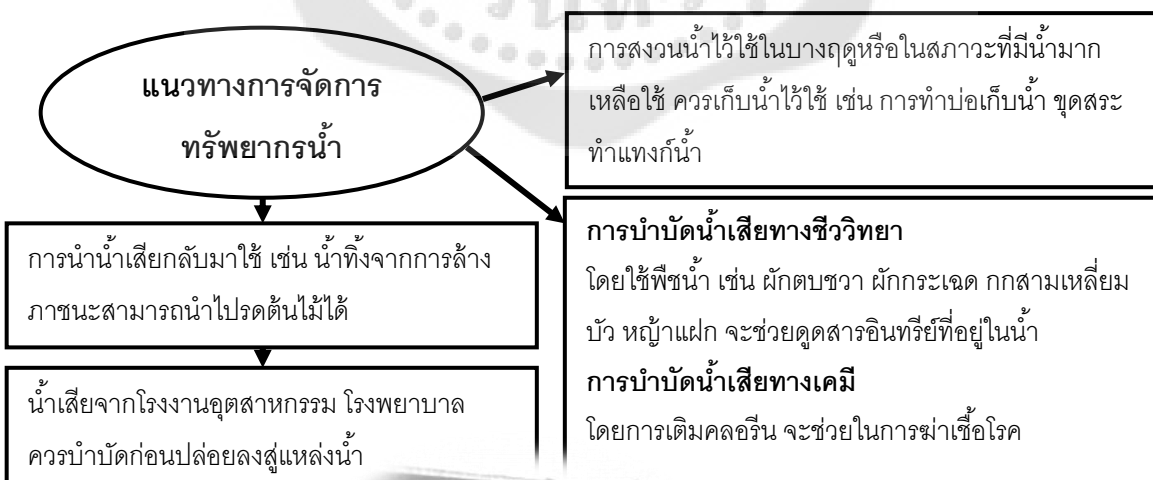 แนวทางการจัดการ
ทรัพยากรน้ำ
การสงวนน้ำไว้ใช้ในบางฤดูหรือในสภาวะที่มีน้ำมาก
เหลือใช้ ควรเก็บน้ำไว้ใช้ เช่น การทำบ่อเก็บน้ำ ขุดสระ
ทำแทงก์น้ำ
การนำน้ำเสียกลับมาใช้ เช่น น้ำทิ้งจากการล้าง
ภาชนะสามารถนำไปรดต้นไม้ได้
น้ำเสียจากโรงงานอุตสาหกรรม โรงพยาบาล
ควรบำบัดก่อนปล่อยลงสู่แหล่งน้ำ
การบำบัดน้ำเสียทางชีววิทยา
โดยใช้พืชน้ำ เช่น ผักตบชวา ผักกระเฉด กกสามเหลี่ยม
บัว หญ้าแฝก จะช่วยดูดสารอินทรีย์ที่อยู่ในน้ำ
การบำบัดน้ำเสียทางเคมี
โดยการเติมคลอรีน จะช่วยในการฆ่าเชื้อโรค